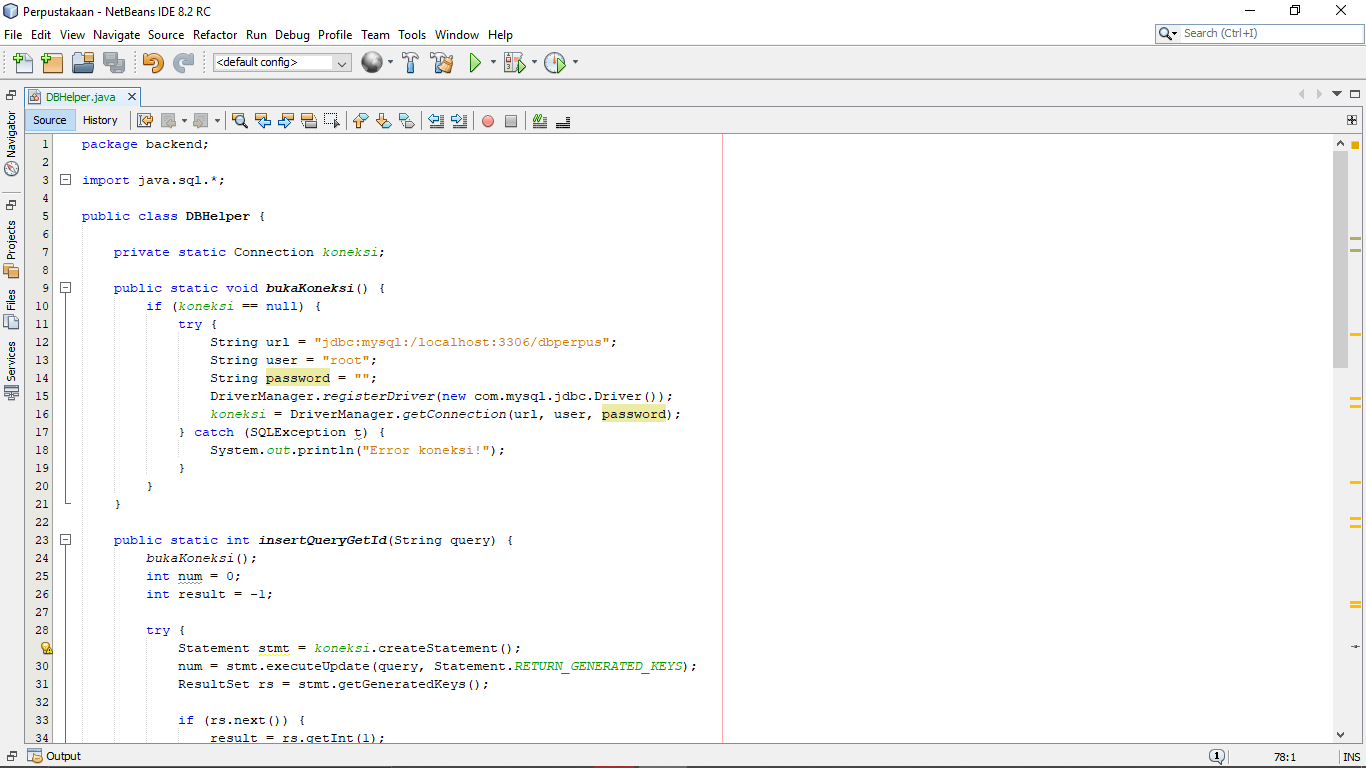 Perpustakaan - NetBeans IDE 8.2 RC
File Edit View Navigate Source Refactor Run Debug Profile Team Tools Window Help
Search (Ctrl+I)
<default config>
DBHelper.java
Source History
Navigator
Projects
Files
Services
1 package backend;
2
3 import java.sql.*;
4
5 public class DBHelper {
6
7 private static Connection koneksi;
8
9 public static void bukaKoneksi() {
10 if (koneksi == null) {
11 try {
12 String url = "jdbc:mysql:/localhost:3306/dbperpus";
13 String user = "root";
14 String password = "";
15 DriverManager.registerDriver(new com.mysql.jdbc.Driver());
16 koneksi = DriverManager.getConnection(url, user, password);
17 } catch (SQLException t) {
18 System.out.println("Error koneksi!");
19 }
20 }
21 }
22
23 public static int insertQueryGetId(String query) {
24 bukaKoneksi();
25 int num = 0;
26 int result = -1;
27
28 try {
Statement stmt = koneksi.createStatement();
30 num = stmt.executeUpdate(query, Statement.RETURN_GENERATED_KEYS);
31 ResultSet rs = stmt.getGeneratedKeys();
32
33 if (rs.next()) {
34 result = rs.getInt(1);
Output
1
78:1
INS